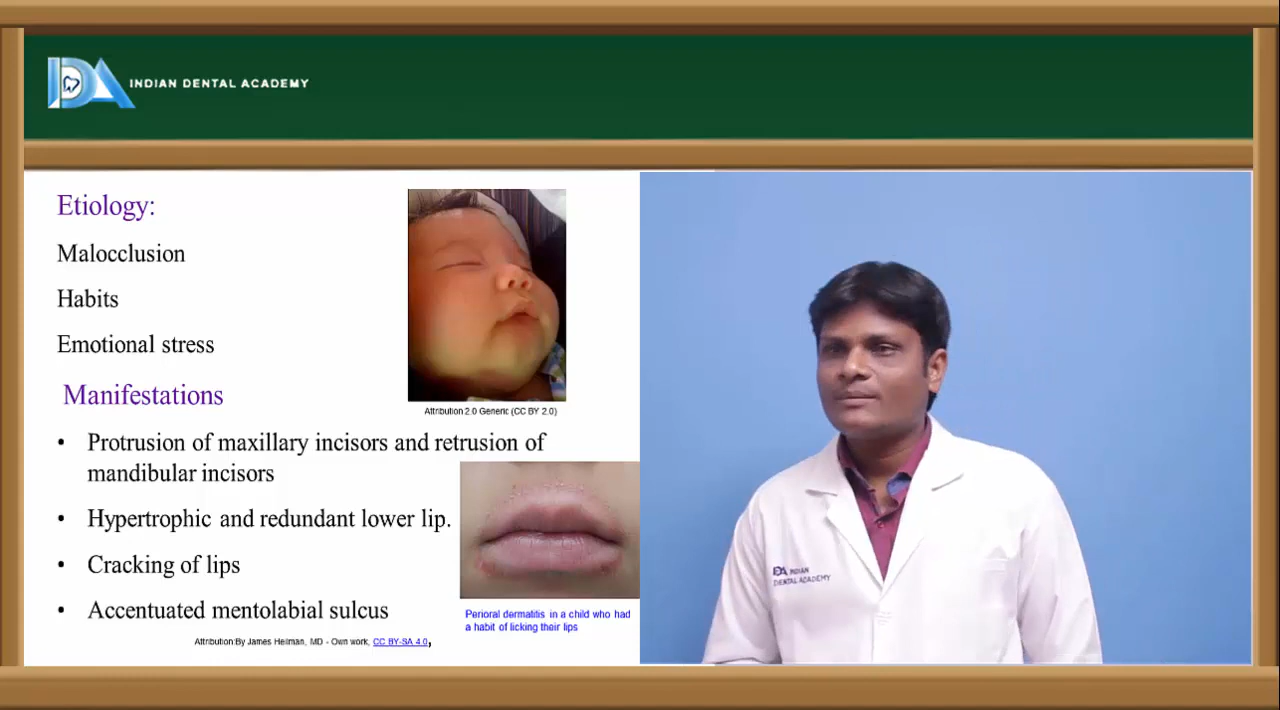 IDA INDIAN DENTAL ACADEMY
Etiology:
Malocclusion
Habits
Emotional stress
Attribution 2.0 Generic (CC BY 2.0)
Manifestations
• Protrusion of maxillary incisors and retrusion of
mandibular incisors
• Hypertrophic and redundant lower lip.
• Cracking of lips
• Accentuated mentolabial sulcus
Perioral dermatitis in a child who had
a habit of licking their lips
Attribution:By James Heilman, MD - Own work, CC BY-SA 4.0,
IDA INDIAN
DENTAL ACADEMY